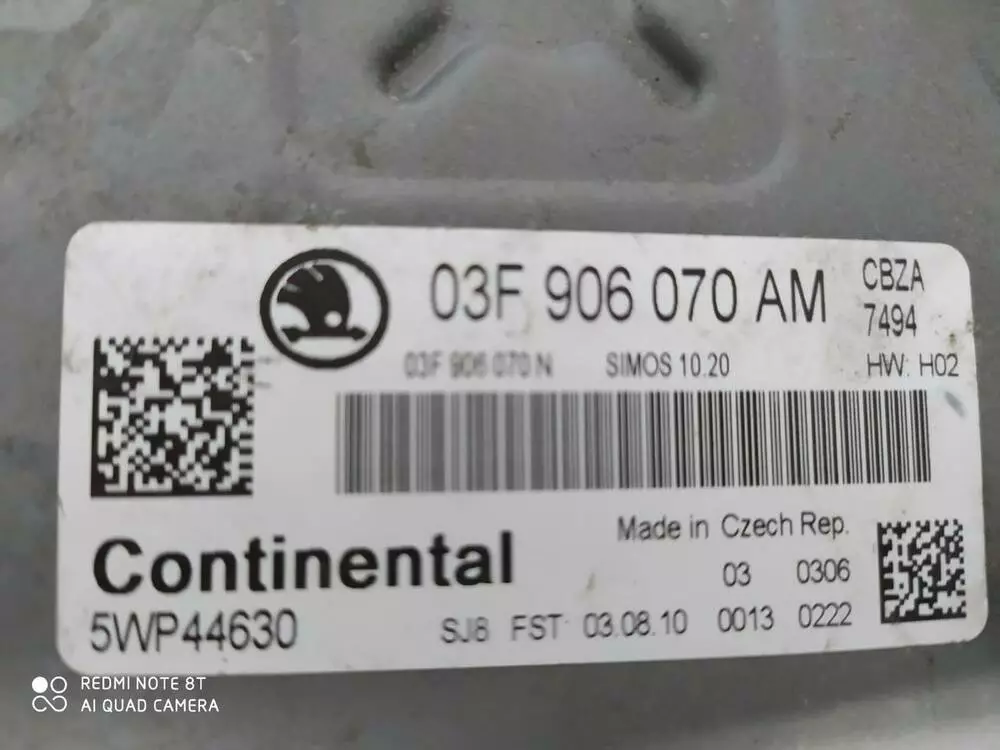 03F 906 070 AM
CBZA
7494
03F 906 070 N SIMOS 10.20 HW: H02
Made in Czech Rep.
Continental
03 0306
5WP44630
SJ8 FST 03.08.10 0013 0222
REDMI NOTE 8T
AI QUAD CAMERA